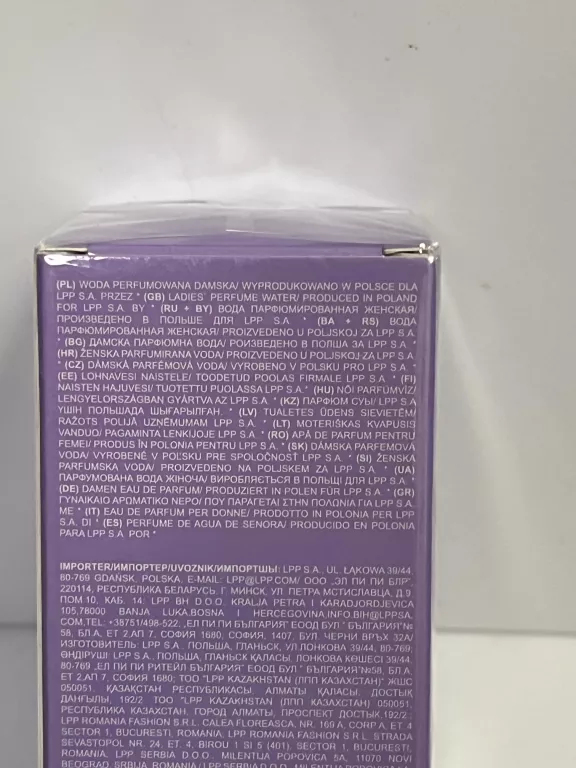 (PL) WODA PERFUMOWANA DAMSKA/ WYPRODUKOWANO W POLSCE DLA
LPP S.A. PRZEZ * (GB) LADIES' PERFUME WATER/ PRODUCED IN POLAND
FOR LPP S.A. BY * (RU + BY) ВОДА ПАРФЮМИРОВАННАЯ ЖЕНСКАЯ/
ПРОИЗВЕДЕНО В ПОЛЬШЕ ДЛЯ LPP S.A. * (BA + RS) ВОДА
ПАРФЮМИРОВАННАЯ ЖЕНСКАЯ/ PROIZVEDENO U POLJSKOJ ZA LPP S.A.
* (BG) ДАМСКА ПАРФЮМНА ВОДА/ PОИЗВЕДЕНО В ПОЛША ЗА LPP S.A. *
(HR) ŽENSKA PARFUMIRANA VODA/ PROIZVEDENO U POLJSKOJ ZA LPP S.A.
* (CZ) DÁMSKÁ PARFÉMOVÁ VODA/ VYROBENO V POLSKU PRO LPP S.A. *
(EE) LOHNAVESI NAISTELE/ TOODETUD POOLAS FIRMALE LPP S.A. * (FI)
NAISTEN HAJUVESI/ TUOTETTU PUOLASSA LPP S.A. * (HU) NŐI PARFÜMVÍZ/
LENGYELORSZÁGBAN GYÁRTVA AZ LPP S.A. * (KZ) ПАРФЮМ СУЫ/ LPP S.A.
ҮШІН ПОЛЬШАДА ШЫҒАРЫЛҒАН. * (LV) TUALETES ŪDENS SIEVIETĒM/
RAŽOTS POLIJĀ UZŅĒMUMAM LPP S.A. * (LT) MOTERIŠKAS KVAPUSIS
VANDUO/ PAGAMINTA LENKIJOJE LPP S.A. * (RO) APĂ DE PARFUM PENTRU
FEMEI/ PRODUS ÎN POLONIA PENTRU LPP S.A. * (SK) DÁMSKA PARFEMOVÁ
VODA/ VYROBENÉ V POĽSKU PRE SPOLOČNOSŤ LPP S.A. * (SI) ŽENSKA
PARFUMSKA VODA/ PROIZVEDENO NA POLJSKEM ZA LPP S.A. * (UA)
ПАРФУМОВАНА ВОДА ЖІНОЧА/ ВИРОБЛЯЄТЬСЯ В ПОЛЬЩІ ДЛЯ LPP S.A. *
(DE) DAMEN EAU DE PARFUM/ PRODUZIERT IN POLEN FÜR LPP S.A. * (GR)
ΓΥΝΑΙΚΑΙΟ ΑΡΩΜΑΤΙΚΟ ΝΕΡΟ/ ΠΟΥ ΠΑΡΑΓΕΤΑΙ ΣΤΗΝ ΠΟΛΩΝΙΑ ΓΙΑ LPP S.A.
ΜΕ * (IT) EAU DE PARFUM PER DONNE/ PRODOTTO IN POLONIA PER LPP
S.A. DI * (ES) PERFUME DE AGUA DE SENORA/ PRODUCIDO EN POLONIA
PARA LPP S.A. POR *
IMPORTER/ИМПОРТЕР/UVOZNIK/ИМПОРТШЫ: LPP S.A., UL. ŁĄKOWA 39/44,
80-769 GDAŃSK, POLSKA, E-MAIL: LPP@LPP.COM/ ООО „ЭЛ ПИ ПИ БЛР",
220114, РЕСПУБЛИКА БЕЛАРУСЬ, Г. МИНСК, УЛ. ПЕТРА МСТИСЛАВЦА, Д.9,
ПОМ 10, КАБ. 14. LPP BH D.O.O. KRALJA PETRA I KARADJORDJEVICA
105,78000 BANJA LUKA,BOSNA I HERCEGOVINA.INFO.BIH@LPPSA.
COM,TEL:+38751/498-522. „ЕЛ ПИ ПИ БЪЛГАРИЯ" ЕООД БУЛ "БЪЛГАРИЯ"№
58, БЛ.А, ЕТ 2.АП 7, СОФИЯ 1680, СОФИЯ, 1407, БУЛ. ЧЕРНИ ВРЪХ 32А/
ИЗГОТОВИТЕЛЬ: LPP S.A., ПОЛЬША, ГДАНЬСК, УЛ.ЛОНКОВА 39/44, 80-769;
ӨНДІРУШІ: LPP S.A., ПОЛЬША, ГДАНЬСК ҚАЛАСЫ, ЛОНКОВА КӨШЕСІ 39/44,
80-769 „ЕЛ ПИ ПИ РИТЕЙЛ БЪЛГАРИЯ" ЕООД БУЛ " БЪЛГАРИЯ"№58, БЛ.А,
ЕТ 2.АП 7, СОФИЯ 1680; ТОО "LPP KAZAKHSTAN (ЛПП КАЗАХСТАН)" ЖШС
050051, ҚАЗАҚСТАН РЕСПУБЛИКАСЫ, АЛМАТЫ ҚАЛАСЫ, ДОСТЫҚ
ДАҢҒЫЛЫ, 192/2 ТОО "LPP KAZAKHSTAN (ЛПП КАЗАХСТАН)" 050051,
КАЗАХСТАН, ГОРОД АЛМАТЫ, ПРОСПЕКТ ДОСТЫК,192/2.;
LPP ROMANIA FASHION S.R.L. CALEA FLOREASCA, NR. 169 A, CORP A, ET. 4
SECTOR 1, BUCURESTI, ROMANIA, LPP ROMANIA FASHION S.R.L, STRADA
SEVASTOPOL NR. 24, ET. 4, BIROU 1 SI 5 (401), SECTOR 1, BUCURESTI,
ROMANIA/ LPP SERBIA D.O.O., MILENTIJA POPOVICA 5A, 11070 NOVI
BEOGRAD, SRBIJA, ROMANIA/ LPP SERBIA D.O.O., MILENTIJA POPOVICA